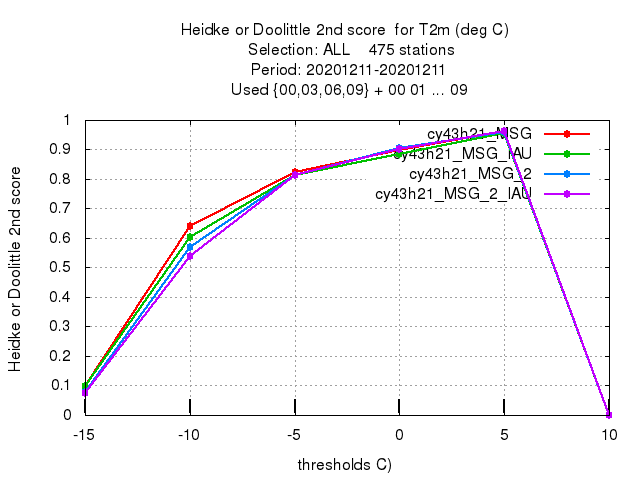 Heidke or Doolittle 2nd score  for T2m (deg C)
Selection: ALL    475 stations
Period: 20201211-20201211
Used {00,03,06,09} + 00 01 ... 09
Heidke or Doolittle 2nd score
1
0.9
0.8
0.7
0.6
0.5
0.4
0.3
0.2
0.1
0
cy43h21_MSG
cy43h21_MSG_IAU
cy43h21_MSG_2
cy43h21_MSG_2_IAU
-15 -10 -5 0 5 10
thresholds C)